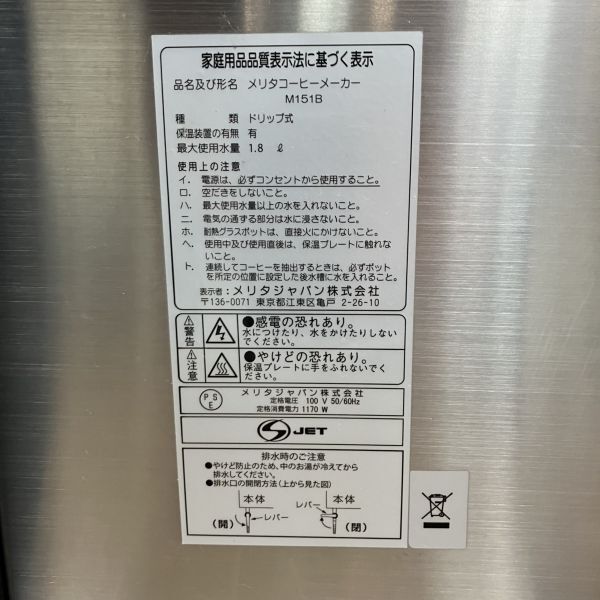 家庭用品品質表示法に基づく表示
品名及び形名 メリタコーヒーメーカー
M151B
種　　類 ドリップ式
保温装置の有無 有
最大使用水量 1.8 ℓ
使用上の注意
イ. 電源は、必ずコンセントから使用すること。
ロ. 空だきをしないこと。
ハ. 最大使用水量以上の水を入れないこと。
ニ. 電気の通ずる部分は水に浸さないこと。
ホ. 耐熱グラスポットは、直接火にかけないこと。
ヘ. 使用中及び使用直後は、保温プレートに触れな
いこと。
ト. 連続してコーヒーを抽出するときは、必ずポット
を所定の位置に設定した後水槽に水を入れること。
表示者：メリタジャパン株式会社
〒136-0071 東京都江東区亀戸 2-26-10
警告
●感電の恐れあり。
水につけたり、水をかけたりしない
でください。
注意
●やけどの恐れあり。
保温プレートに手をふれないでく
ください。
PSE
メリタジャパン株式会社
定格電圧 100 V 50/60Hz
定格消費電力 1170 W
JET
排水時のご注意
●やけど防止のため、中のお湯が冷えてから
排水してください。
●排水口の開閉方法(上から見た図)
本体 レバー 本体
(開) レバー (閉)